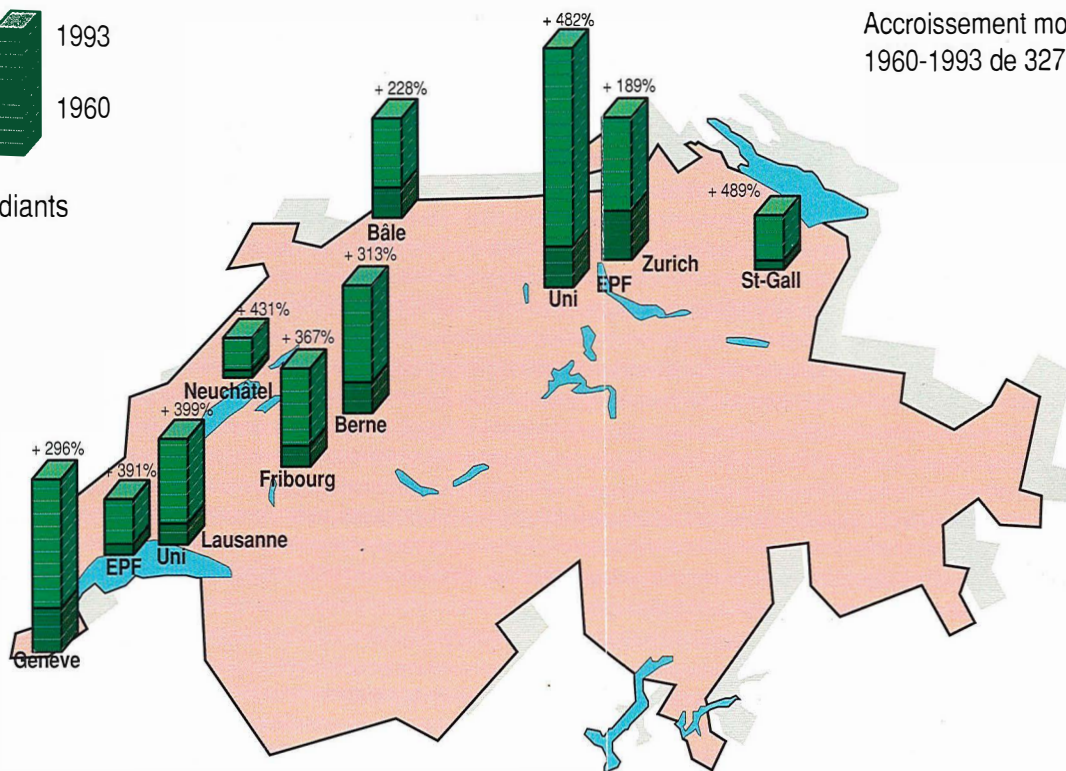 1993
1960
diants
Accroissement mo
1960-1993 de 327
+ 482%
+ 189%
+ 228%
+ 489%
Bâle
Zurich
Uni
EPF
St-Gall
+ 313%
+ 431%
+ 367%
Neuchâtel
Berne
+ 399%
Fribourg
+ 296%
+ 391%
Lausanne
EPF
Uni
Genève